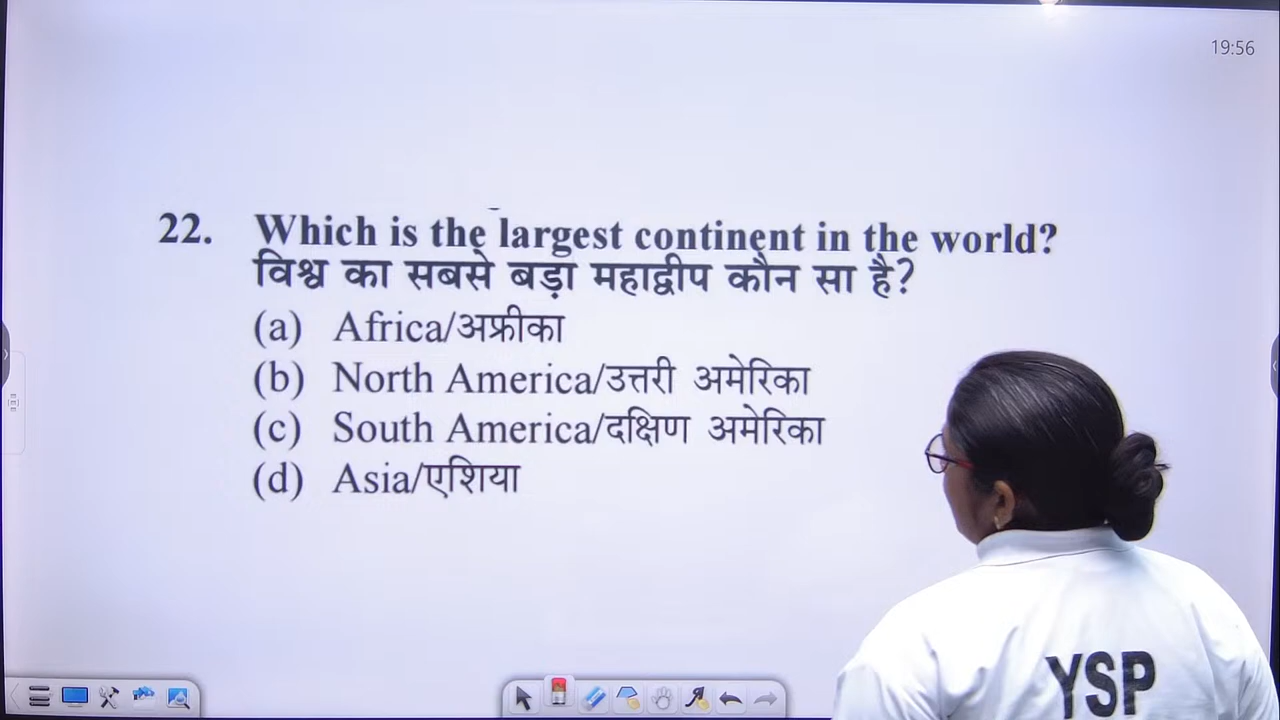 19:56
22. Which is the largest continent in the world?
विश्व का सबसे बड़ा महाद्वीप कौन सा है?
(a) Africa/अफ्रीका
(b) North America/उत्तरी अमेरिका
(c) South America/दक्षिण अमेरिका
(d) Asia/एशिया
YSP